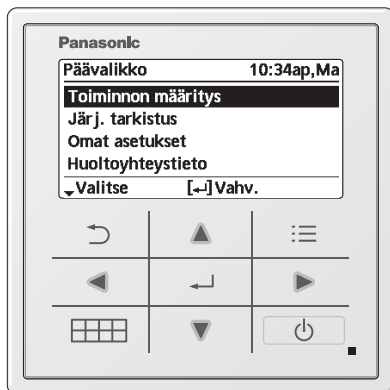 Panasonic
Päävalikko 10:34ap,Ma
Toiminnon määritys
Järj. tarkistus
Omat asetukset
Huoltoyhteystieto
Valitse [↵] Vahv.